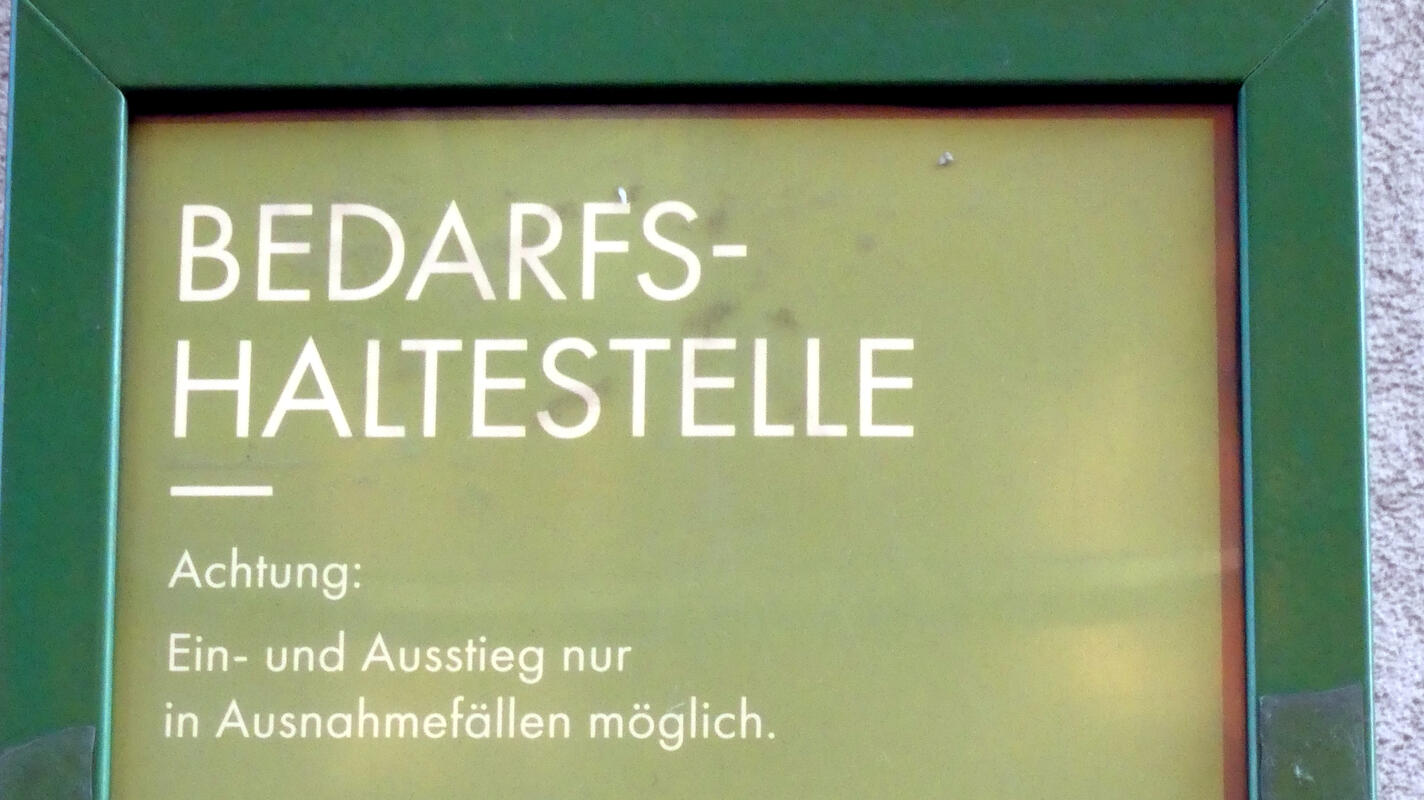 BEDARFS-
HALTESTELLE
Achtung:
Ein- und Ausstieg nur
in Ausnahmefällen möglich.